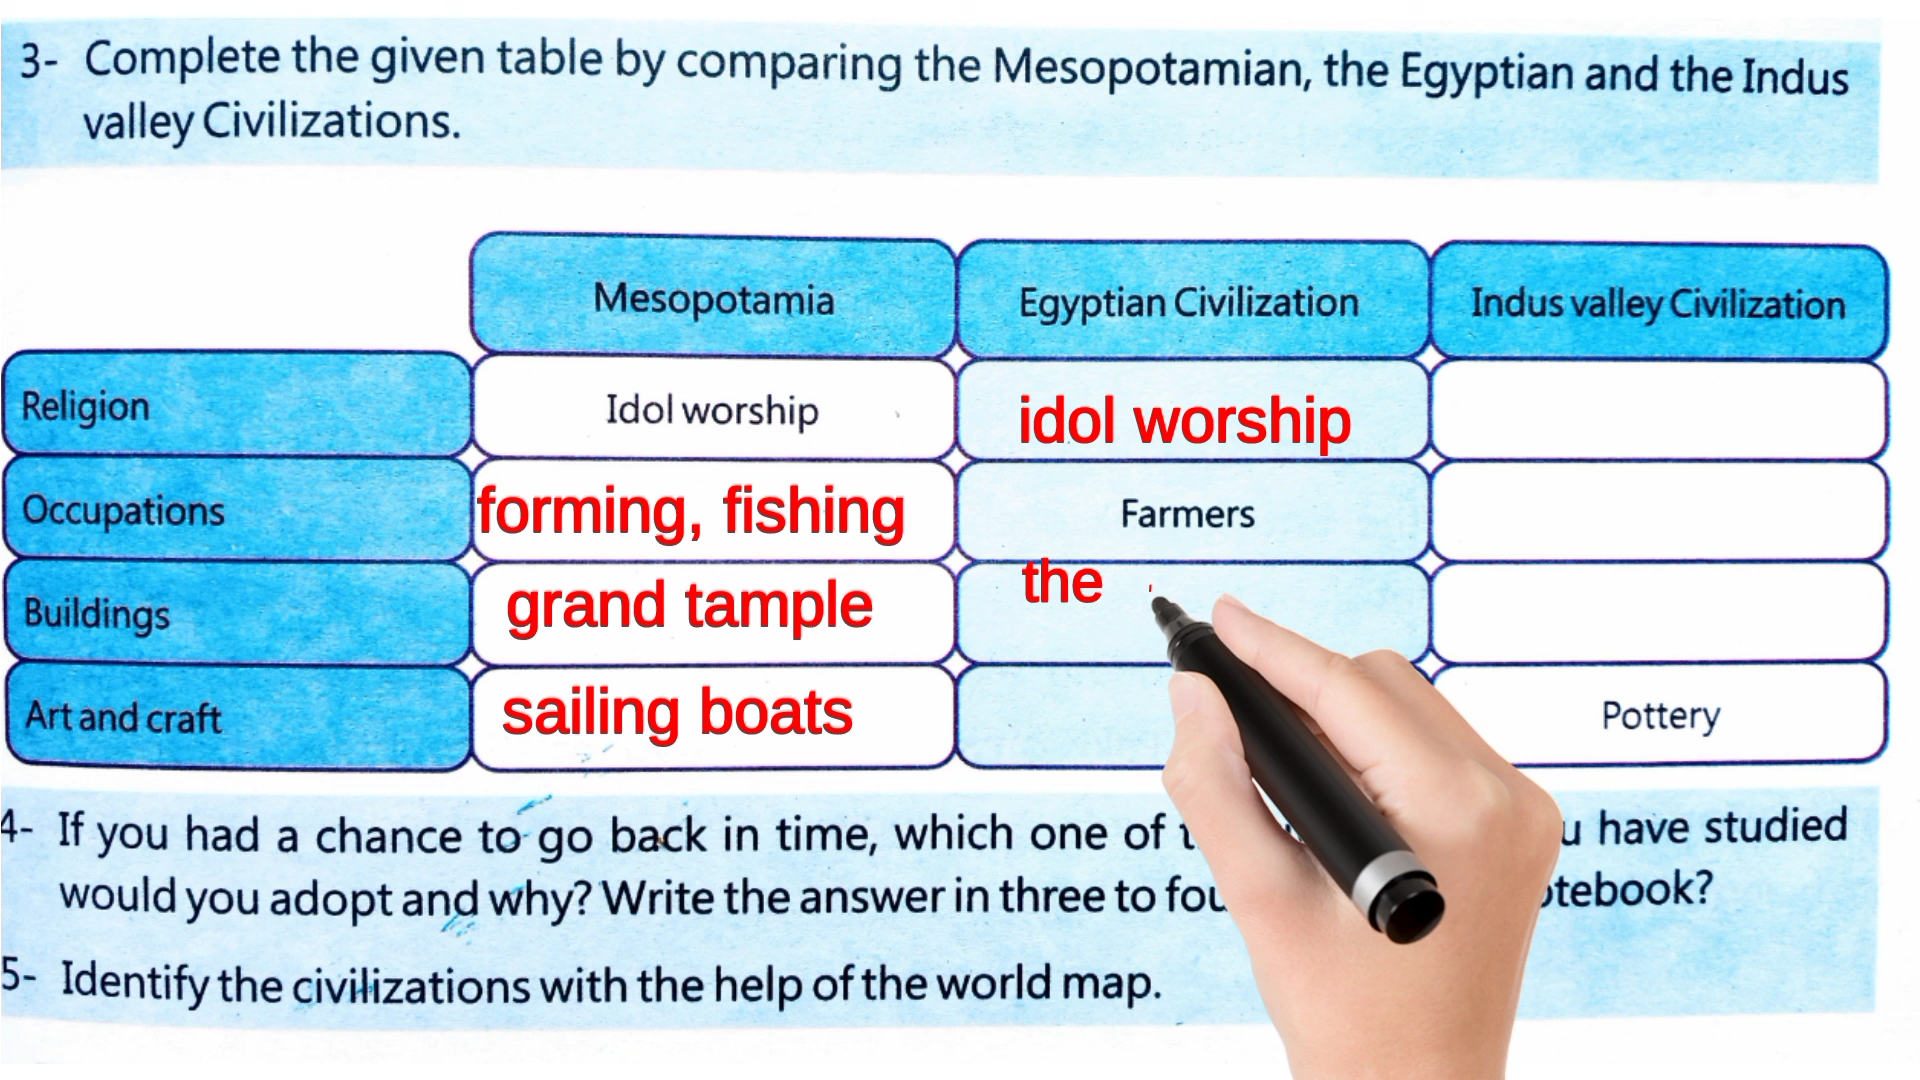 3- Complete the given table by comparing the Mesopotamian, the Egyptian and the Indus
valley Civilizations.
Mesopotamia Egyptian Civilization Indus valley Civilization
Religion Idol worship idol worship
Occupations forming, fishing Farmers
Buildings grand tample the
Art and craft sailing boats Pottery
4- If you had a chance to go back in time, which one of have studied
would you adopt and why? Write the answer in three to
5- Identify the civilizations with the help of the world map.